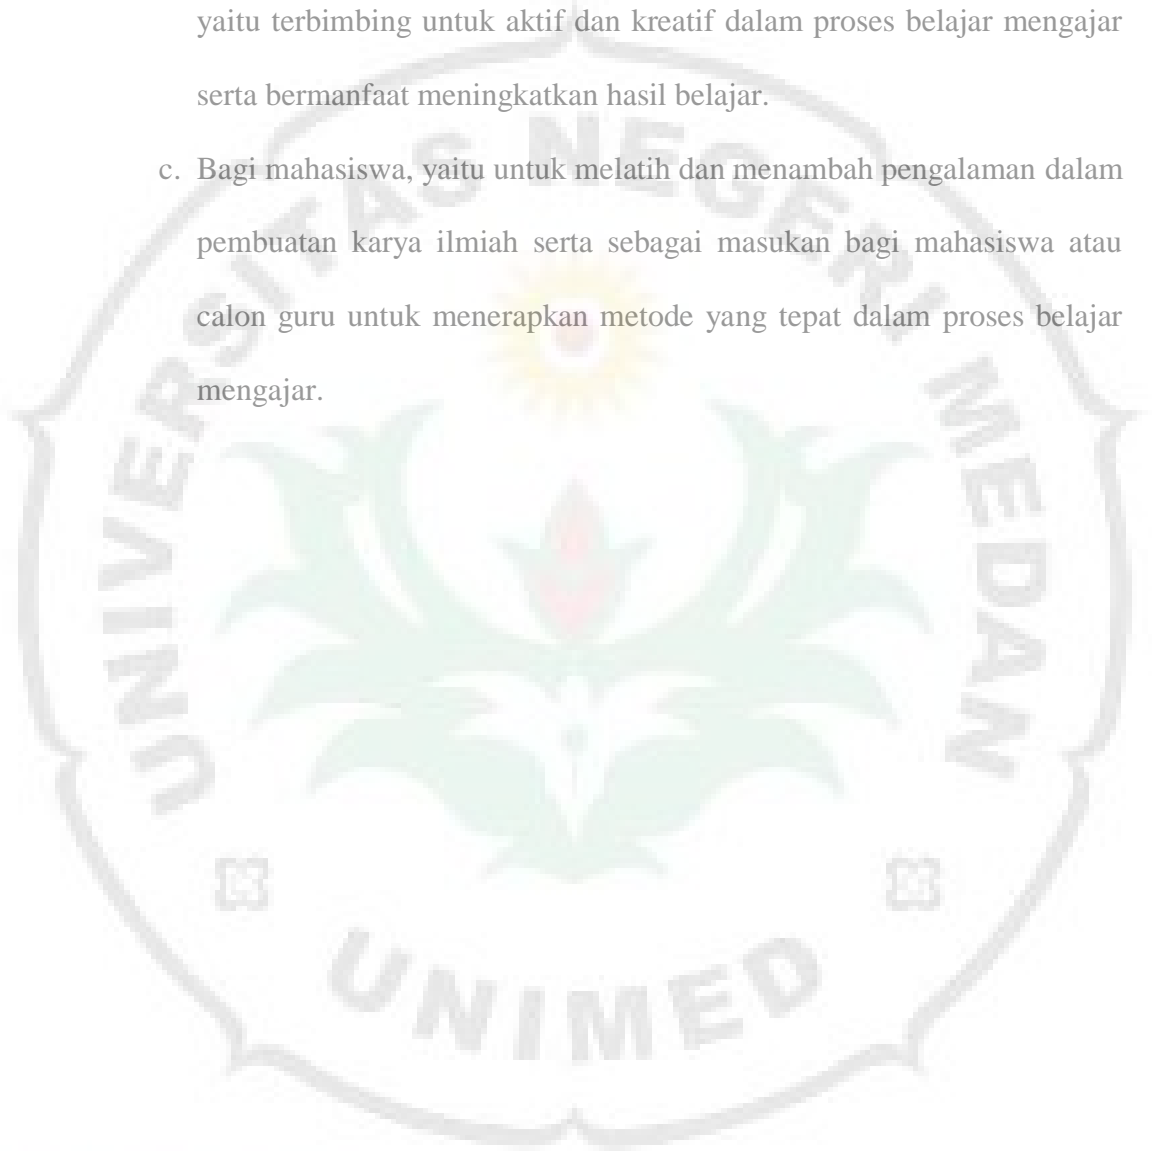 yaitu terbimbing untuk aktif dan kreatif dalam proses belajar mengajar
serta bermanfaat meningkatkan hasil belajar.
c. Bagi mahasiswa, yaitu untuk melatih dan menambah pengalaman dalam
pembuatan karya ilmiah serta sebagai masukan bagi mahasiswa atau
calon guru untuk menerapkan metode yang tepat dalam proses belajar
mengajar.
UNIVERSITAS NEGERI MEDAN
UNIMED